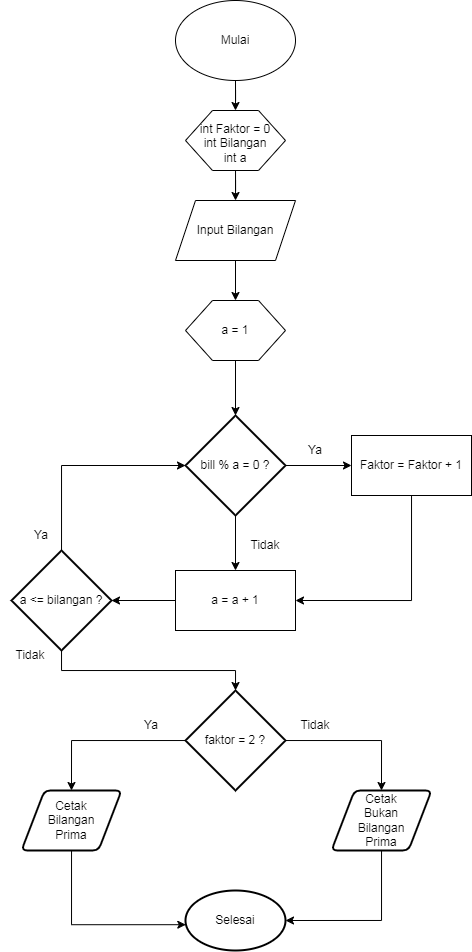 Mulai
int Faktor = 0
int Bilangan
int a
Input Bilangan
a = 1
bill % a = 0 ?
Ya
Faktor = Faktor + 1
Tidak
Ya
a <= bilangan ?
a = a + 1
Tidak
faktor = 2 ?
Ya
Tidak
Cetak
Bilangan
Prima
Cetak
Bukan
Bilangan
Prima
Selesai